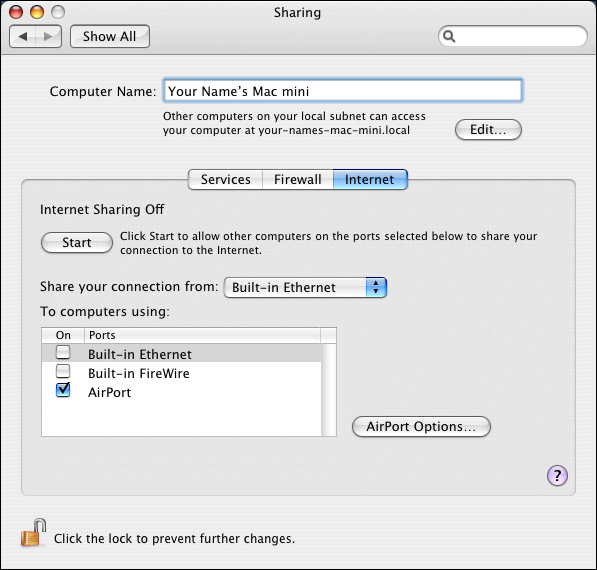 Sharing
Show All
Computer Name: Your Name's Mac mini
Other computers on your local subnet can access
your computer at your-names-mac-mini.local
Edit...
Services Firewall Internet
Internet Sharing Off
Start
Click Start to allow other computers on the ports selected below to share your
connection to the Internet.
Share your connection from: Built-in Ethernet
To computers using:
On Ports
Built-in Ethernet
Built-in FireWire
AirPort
AirPort Options...
?
Click the lock to prevent further changes.